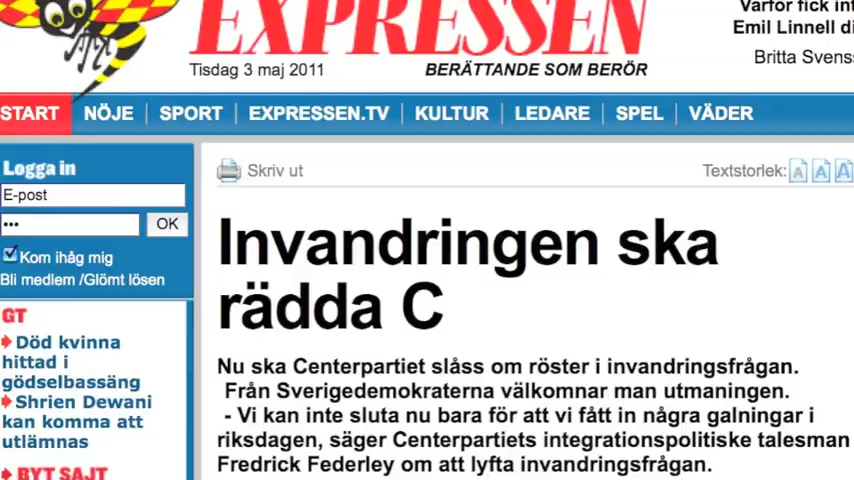 EXPRESSEN
Tisdag 3 maj 2011
BERÄTTANDE SOM BERÖR
Varför fick
Emil Linnell
Britta
START NÖJE SPORT EXPRESSEN.TV KULTUR LEDARE SPEL VÄDER
Logga in
E-post
•••
OK
Kom ihåg mig
Bli medlem /Glömt lösen
GT
Död kvinna
hittad i
gödselbassäng
Shrien Dewani
kan komma att
utlämnas
BYT SAJT
Skriv ut
Textstorlek: A A A
Invandringen ska
rädda C
Nu ska Centerpartiet slåss om röster i invandringsfrågan.
Från Sverigedemokraterna välkomnar man utmaningen.
- Vi kan inte sluta nu bara för att vi fått in några galningar i
riksdagen, säger Centerpartiets integrationspolitiske talesman
Fredrick Federley om att lyfta invandringsfrågan.